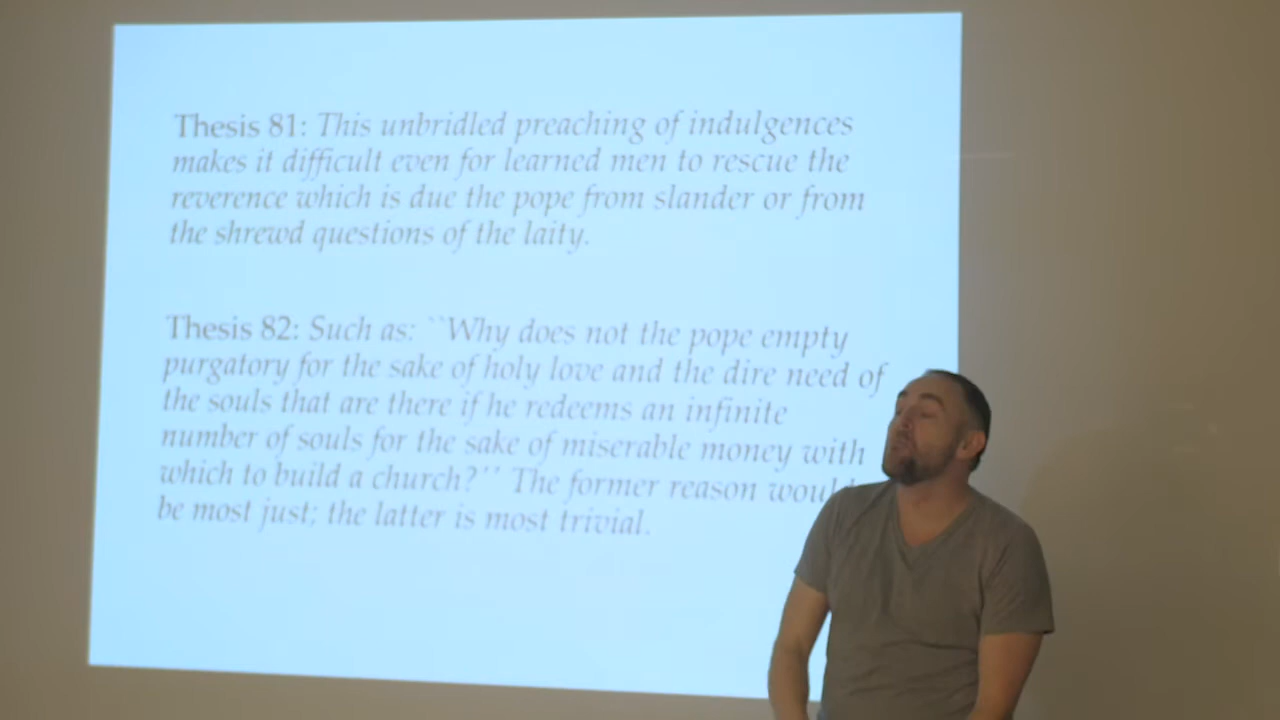 Thesis 81: This unbridled preaching of indulgences
makes it difficult even for learned men to rescue the
reverence which is due the pope from slander or from
the shrewd questions of the laity.
Thesis 82: Such as: ``Why does not the pope empty
purgatory for the sake of holy love and the dire need of
the souls that are there if he redeems an infinite
number of souls for the sake of miserable money with
which to build a church?'' The former reason would
be most just; the latter is most trivial.